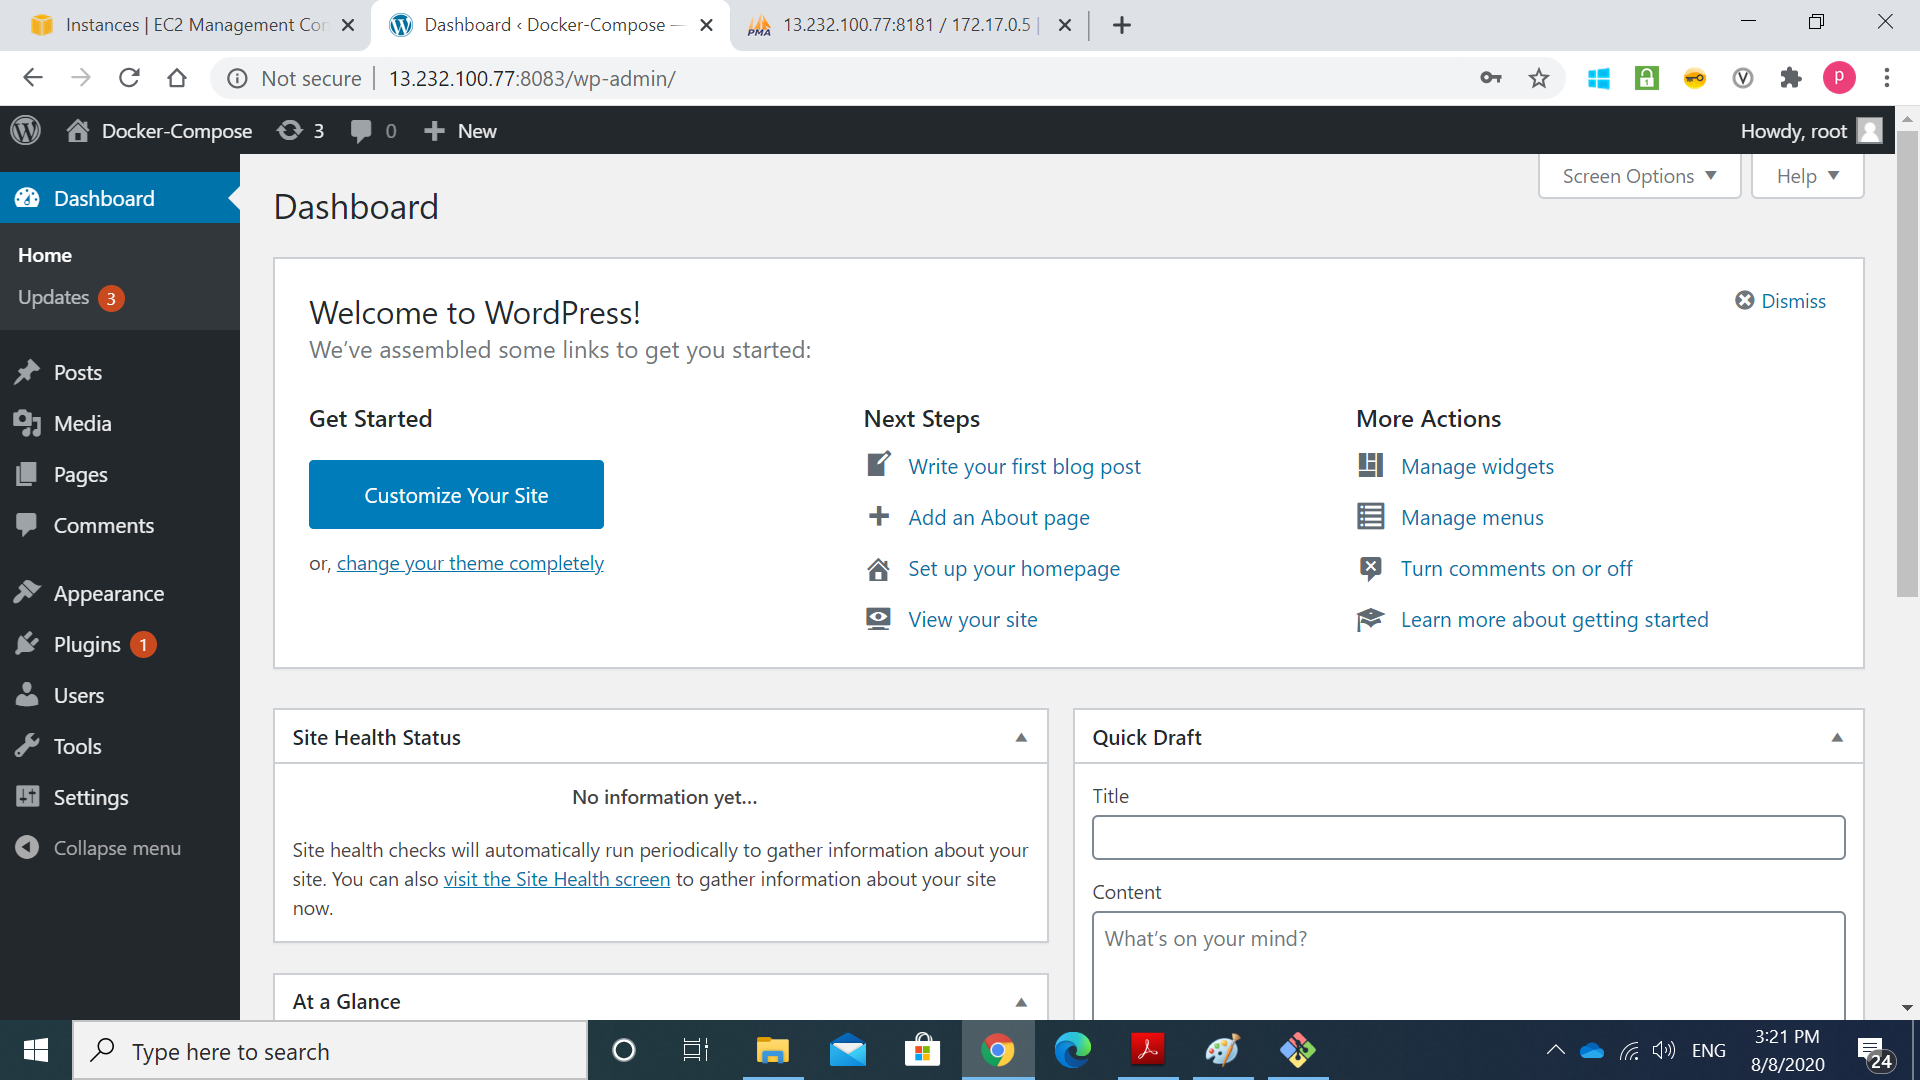 Instances | EC2 Management Con
Dashboard ‹ Docker-Compose —
PMA
13.232.100.77:8181 / 172.17.0.5 |
Not secure
13.232.100.77:8083/wp-admin/
P
Docker-Compose
3
0
New
Howdy, root
Dashboard
Home
Updates 3
Posts
Media
Pages
Comments
Appearance
Plugins 1
Users
Tools
Settings
Collapse menu
Screen Options
Help
Dashboard
Welcome to WordPress!
Dismiss
We’ve assembled some links to get you started:
Get Started
Customize Your Site
or, change your theme completely
Next Steps
Write your first blog post
Add an About page
Set up your homepage
View your site
More Actions
Manage widgets
Manage menus
Turn comments on or off
Learn more about getting started
Site Health Status
No information yet…
Site health checks will automatically run periodically to gather information about your
site. You can also visit the Site Health screen to gather information about your site
now.
At a Glance
Quick Draft
Title
Content
What’s on your mind?
Type here to search
ENG
3:21 PM
8/8/2020
24